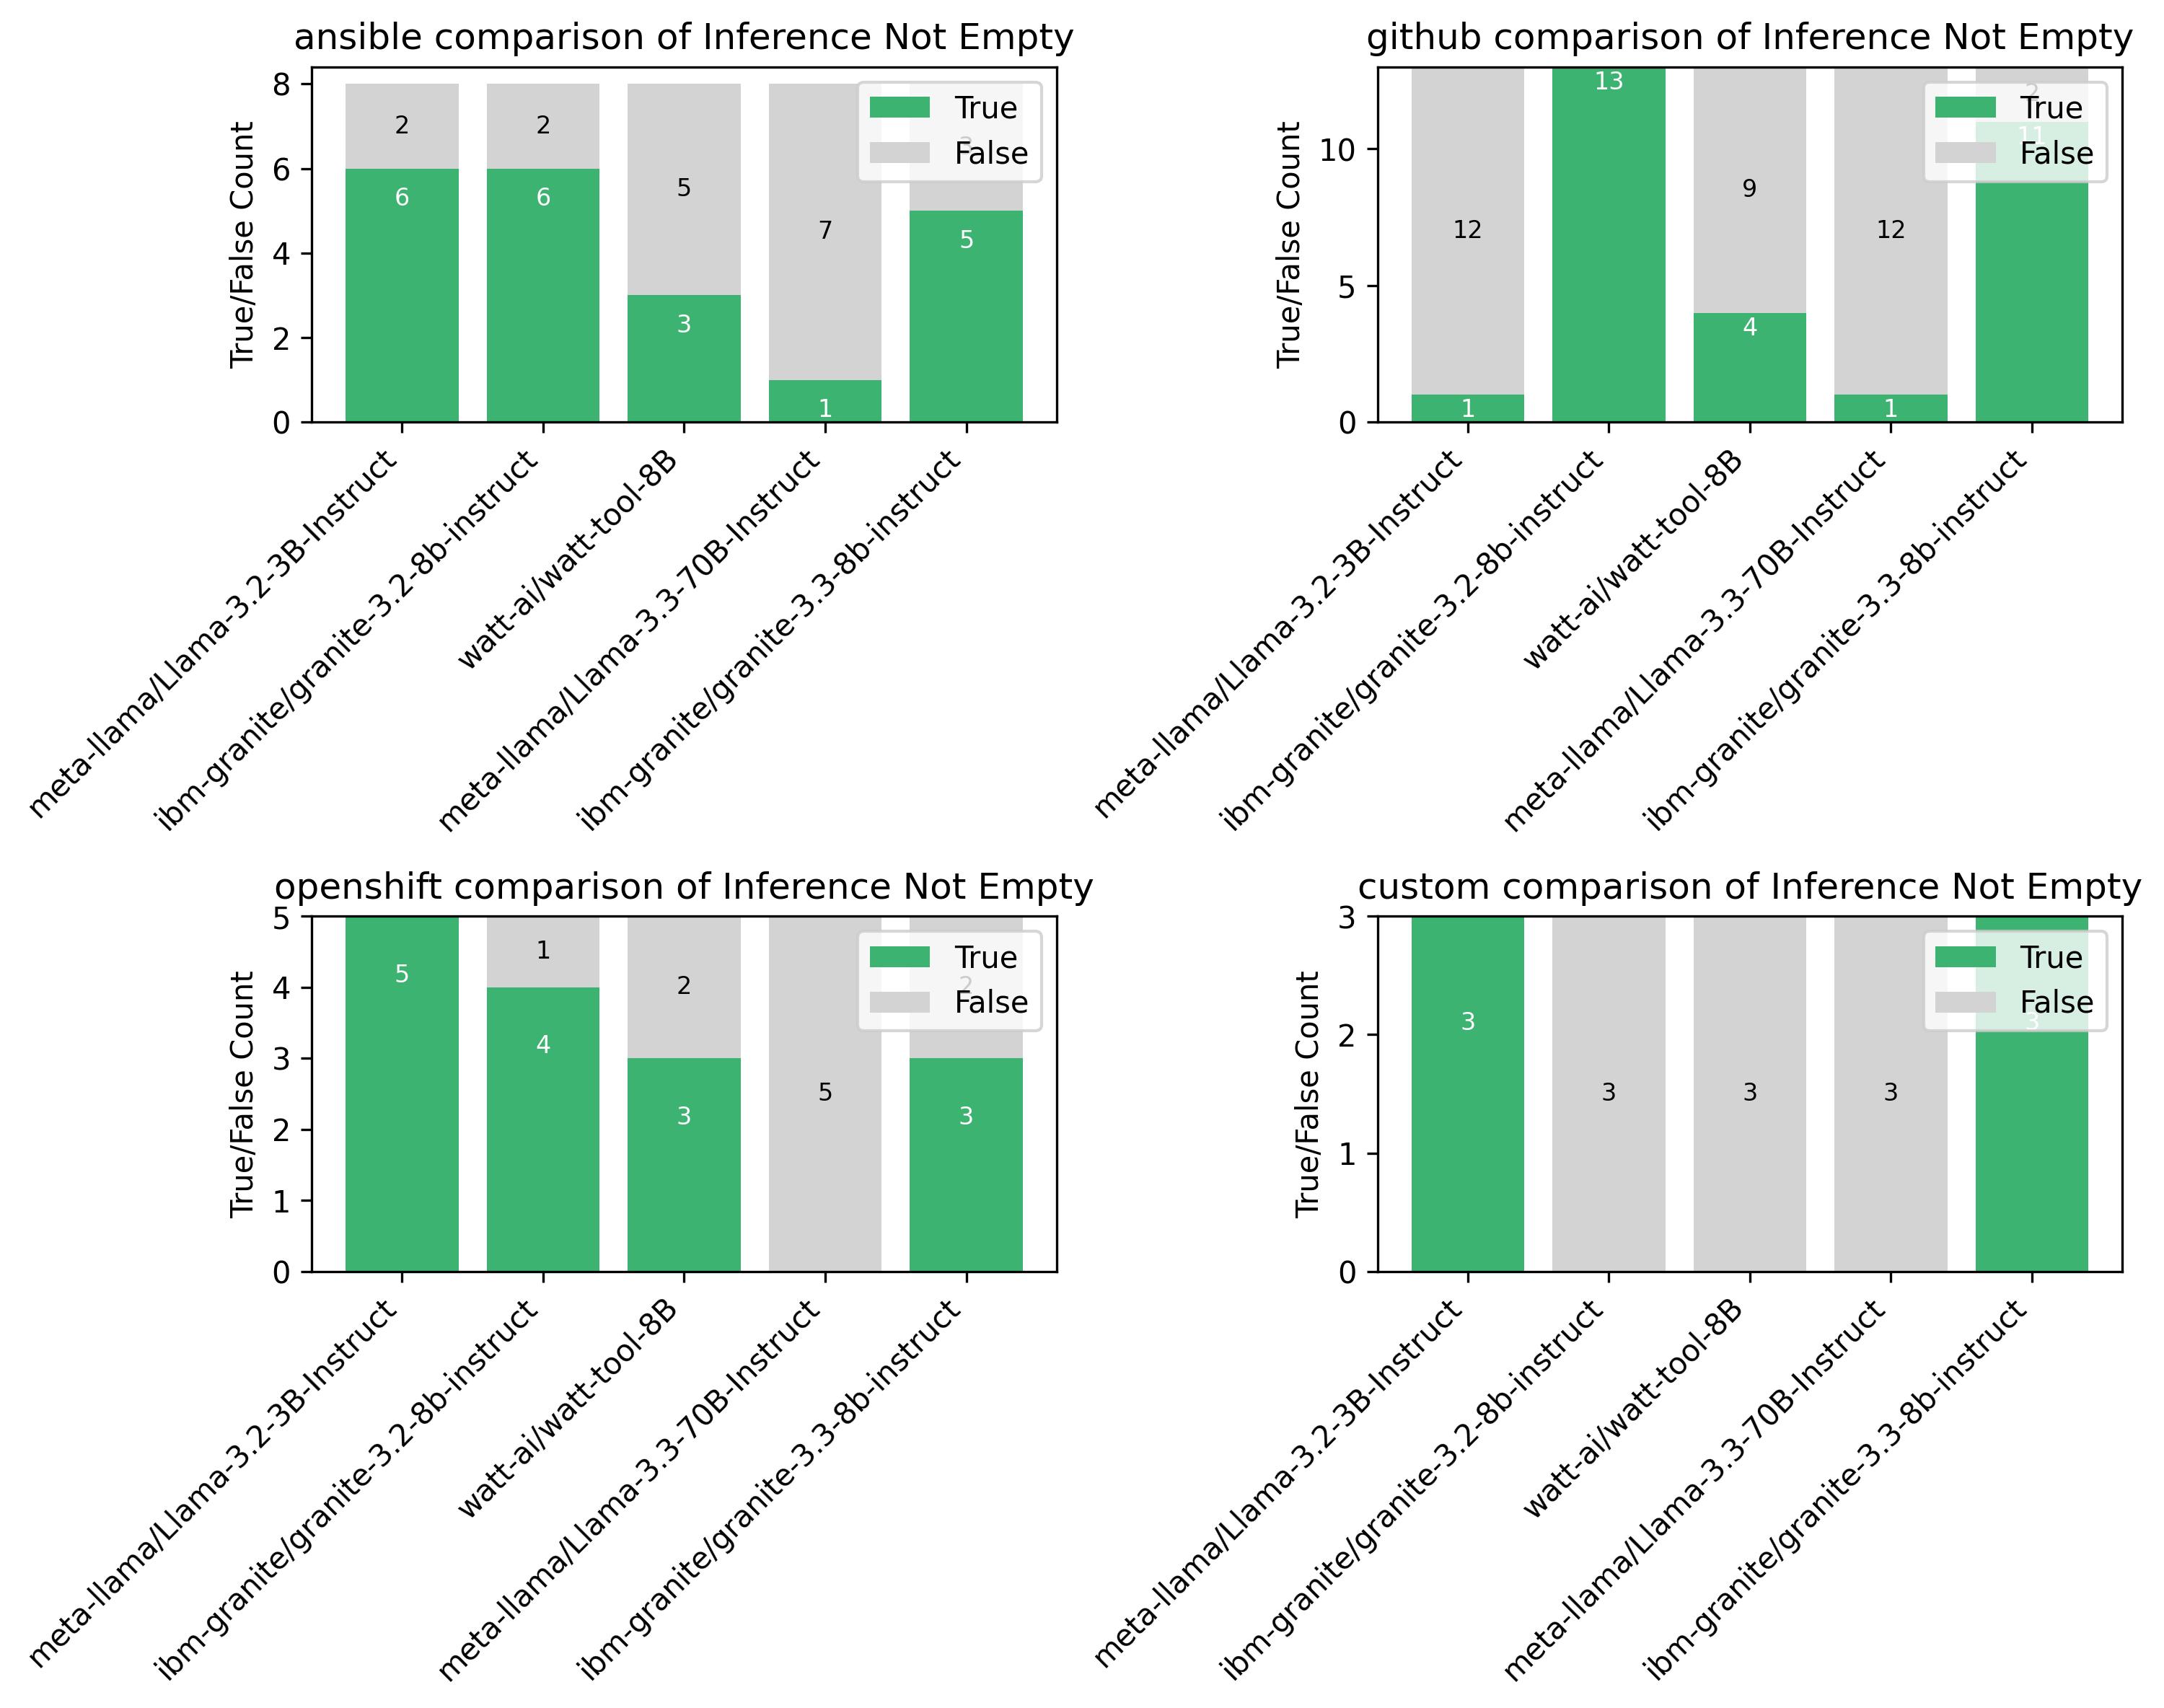 ansible comparison of Inference Not Empty
True/False Count
8
6
4
2
0
2
6
2
6
5
3
7
1
3
5
True
False
meta-llama/Llama-3.2-3B-Instruct
ibm-granite/granite-3.2-8b-instruct
watt-ai/watt-tool-8B
meta-llama/Llama-3.3-70B-Instruct
ibm-granite/granite-3.3-8b-instruct
github comparison of Inference Not Empty
True/False Count
10
5
0
12
1
13
9
4
12
1
2
11
True
False
meta-llama/Llama-3.2-3B-Instruct
ibm-granite/granite-3.2-8b-instruct
watt-ai/watt-tool-8B
meta-llama/Llama-3.3-70B-Instruct
ibm-granite/granite-3.3-8b-instruct
openshift comparison of Inference Not Empty
True/False Count
5
4
3
2
1
0
5
1
4
2
3
5
2
3
True
False
meta-llama/Llama-3.2-3B-Instruct
ibm-granite/granite-3.2-8b-instruct
watt-ai/watt-tool-8B
meta-llama/Llama-3.3-70B-Instruct
ibm-granite/granite-3.3-8b-instruct
custom comparison of Inference Not Empty
True/False Count
3
2
1
0
3
3
3
3
3
True
False
meta-llama/Llama-3.2-3B-Instruct
ibm-granite/granite-3.2-8b-instruct
watt-ai/watt-tool-8B
meta-llama/Llama-3.3-70B-Instruct
ibm-granite/granite-3.3-8b-instruct